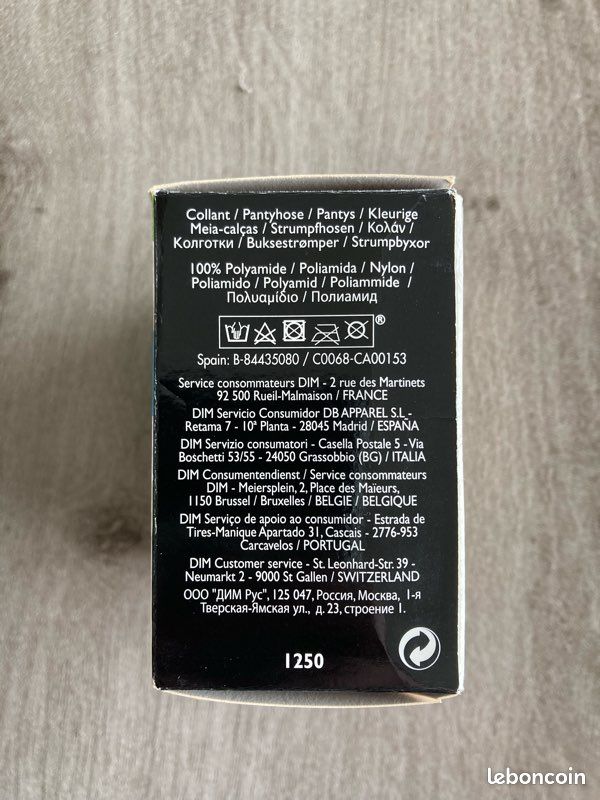 Collant / Pantyhose / Pantys / Kleurige
Meia-calças / Strumpfhosen / Κολάν /
Колготки / Buksestrømper / Strumpbyxor
100% Polyamide / Poliamida / Nylon /
Poliamido / Polyamid / Poliammide /
Πολυαμίδιο / Полиамид
®
Spain: B-84435080 / C0068-CA00153
Service consommateurs DIM - 2 rue des Martinets
92 500 Rueil-Malmaison / FRANCE
DIM Servicio Consumidor DB APPAREL S.L -
Retama 7 - 10ª Planta - 28045 Madrid / ESPAÑA
DIM Servizio consumatori - Casella Postale 5 - Via
Boschetti 53/55 - 24050 Grassobbio (BG) / ITALIA
DIM Consumentendienst / Service consommateurs
DIM - Meiersplein, 2, Place des Maïeurs,
1150 Brussel / Bruxelles / BELGIE / BELGIQUE
DIM Serviço de apoio ao consumidor - Estrada de
Tires-Manique Apartado 31, Cascais - 2776-953
Carcavelos / PORTUGAL
DIM Customer service - St. Leonhard-Str. 39 -
Neumarkt 2 - 9000 St Gallen / SWITZERLAND
ООО "ДИМ Рус", 125 047, Россия, Москва, 1-я
Тверская-Ямская ул., д. 23, строение 1.
1250
leboncoin